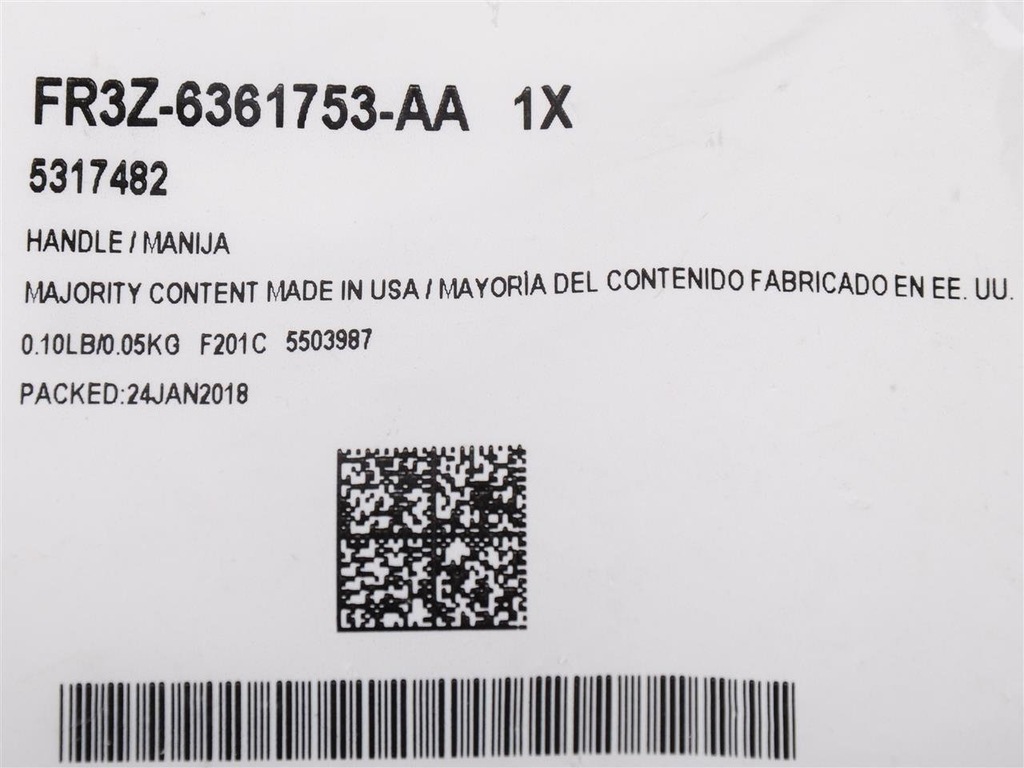 FR3Z-6361753-AA 1X
5317482
HANDLE / MANIJA
MAJORITY CONTENT MADE IN USA / MAYORÍA DEL CONTENIDO FABRICADO EN EE. UU.
0.10LB/0.05KG F201C 5503987
PACKED:24JAN2018